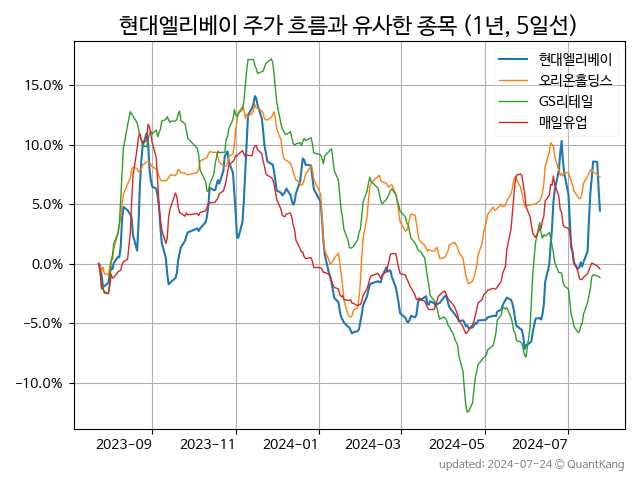 현대엘리베이 주가 흐름과 유사한 종목 (1년, 5일선)
현대엘리베이
오리온홀딩스
GS리테일
매일유업
15.0%
10.0%
5.0%
0.0%
−5.0%
−10.0%
2023-09 2023-11 2024-01 2024-03 2024-05 2024-07
updated: 2024-07-24 © QuantKang